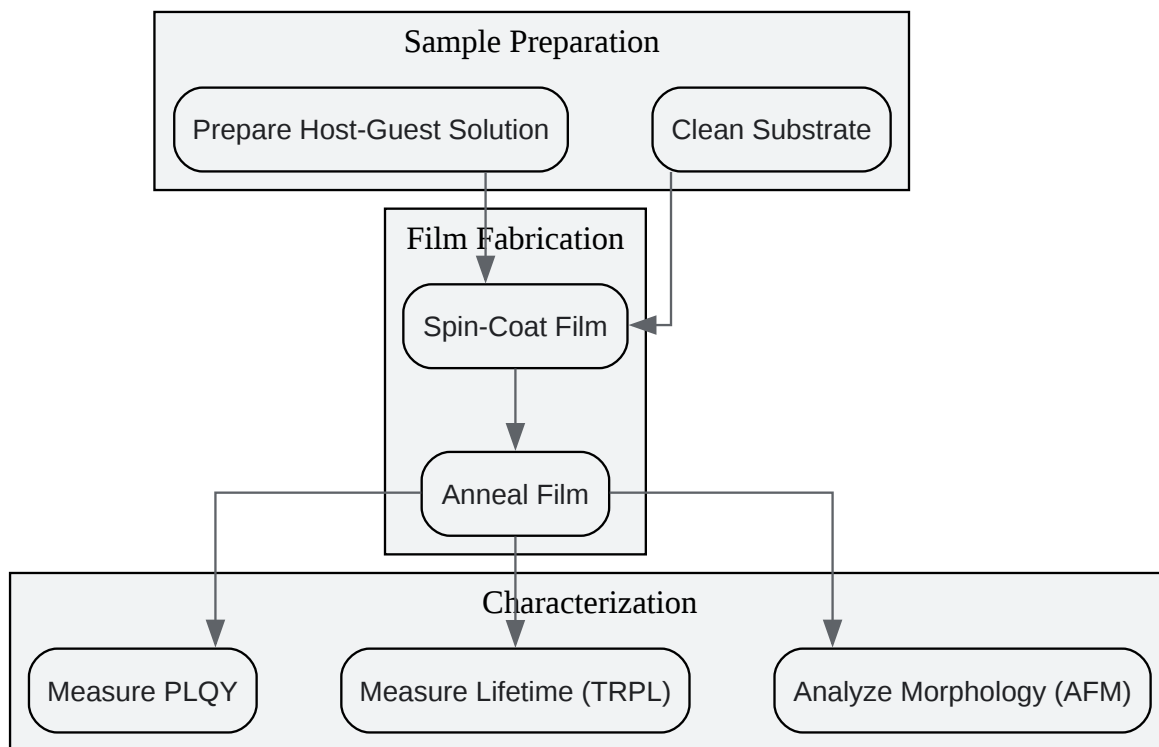 Sample Preparation
Prepare Host-Guest Solution
Clean Substrate
Film Fabrication
Spin-Coat Film
Anneal Film
Characterization
Measure PLQY
Measure Lifetime (TRPL)
Analyze Morphology (AFM)